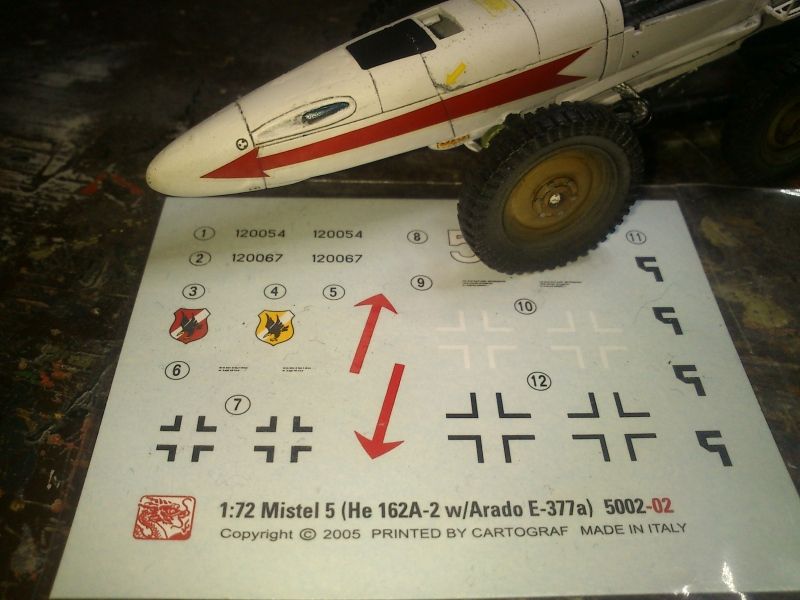 1 120054 120054 8 5 11
2 120067 120067 9
3 4 5 10
6 12
7
1:72 Mistel 5 (He 162A-2 w/Arado E-377a) 5002-02
Copyright © 2005 PRINTED BY CARTOGRAF MADE IN ITALY